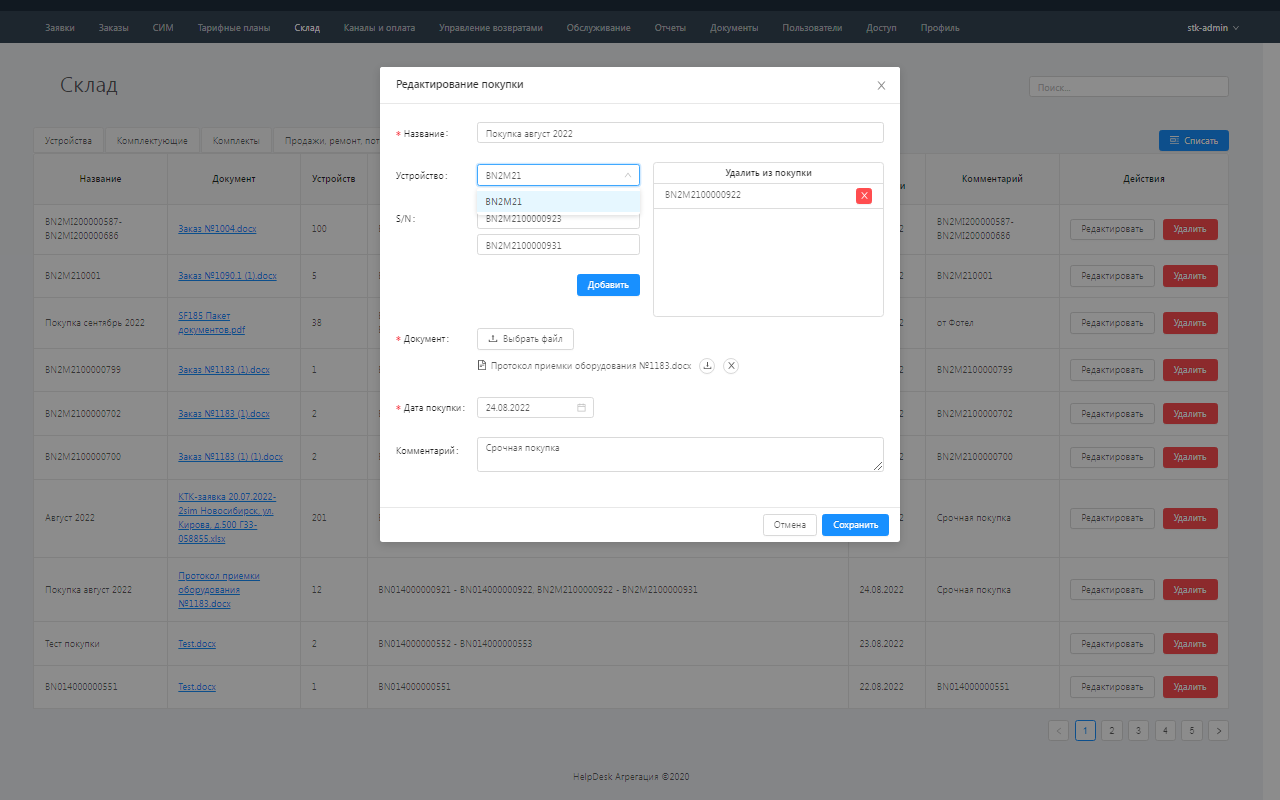 Заявки Заказы СИМ Тарифные планы Склад Каналы и оплата Управление возвратами Обслуживание Отчеты Документы Пользователи Доступ Профиль stk-admin
Склад
Поиск...
Устройства Комплектующие Комплекты Продажи, ремонт, пот
Списать
Название Документ Устройств Комментарий Действия
BN2MI200000587-
BN2MI200000686
Заказ №1004.docx
100
BN2MI200000587-
BN2MI200000686
Редактировать Удалить
BN2M210001 Заказ №1090.1 (1).docx 5 BN2M210001 Редактировать Удалить
Покупка сентябрь 2022
SF185 Пакет
документов.pdf
38
от Фотел
Редактировать Удалить
BN2M2100000799 Заказ №1183 (1).docx 1 BN2M2100000799 Редактировать Удалить
BN2M2100000702 Заказ №1183 (1).docx 2 BN2M2100000702 Редактировать Удалить
BN2M2100000700 Заказ №1183 (1) (1).docx 2 BN2M2100000700 Редактировать Удалить
Август 2022
КТК-заявка 20.07.2022-
2sim Новосибирск, ул.
Кирова, д.500 ГЗЗ-
058855.xlsx
201
Срочная покупка
Редактировать Удалить
Покупка август 2022
Протокол приемки
оборудования
№1183.docx
12
BN014000000921 - BN014000000922, BN2M2100000922 - BN2M2100000931
24.08.2022
Срочная покупка
Редактировать Удалить
Тест покупки Test.docx 2 BN014000000552 - BN014000000553 23.08.2022 Редактировать Удалить
BN014000000551 Test.docx 1 BN014000000551 22.08.2022 BN014000000551 Редактировать Удалить
1 2 3 4 5
HelpDesk Агрегация ©2020
Редактирование покупки
* Название: Покупка август 2022
Устройство: BN2M21
BN2M21
S/N: BN2M2100000923
BN2M2100000931
Добавить
Удалить из покупки
BN2M2100000922
* Документ: Выбрать файл
Протокол приемки оборудования №1183.docx
* Дата покупки: 24.08.2022
Комментарий: Срочная покупка
Отмена Сохранить